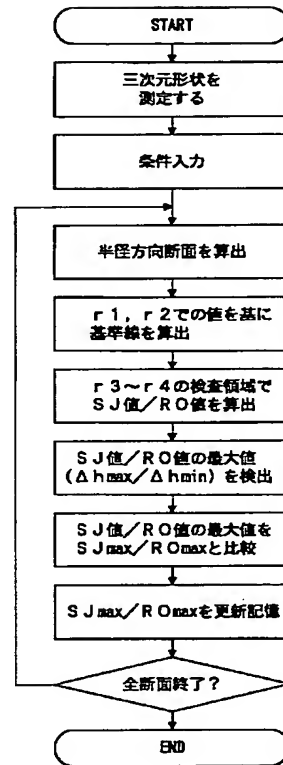 START
三次元形状を
測定する
条件入力
半径方向断面を算出
r1，r2での値を基に
基準線を算出
r3～r4の検査領域で
SJ値／RO値を算出
SJ値／RO値の最大値
(Δhmax／Δhmin)を検出
SJ値／RO値の最大値を
SJmax／ROmaxと比較
SJmax／ROmaxを更新記憶
全断面終了？
END